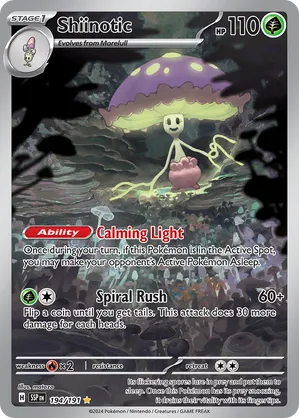 STAGE 1
Shiinotic
HP 110
Evolves from Morelull
Ability Calming Light
Once during your turn, if this Pokémon is in the Active Spot,
you may make your opponent's Active Pokémon Asleep.
Spiral Rush 60+
Flip a coin until you get tails. This attack does 30 more
damage for each heads.
weakness ×2 resistance retreat
Illus. matazo
H SSP EN 194/191
Its flickering spores lure in prey and put them to sleep.
Once this Pokémon has its prey snoozing,
it drains their vitality with its finger tips.
©2024 Pokémon / Nintendo / Creatures / GAME FREAK